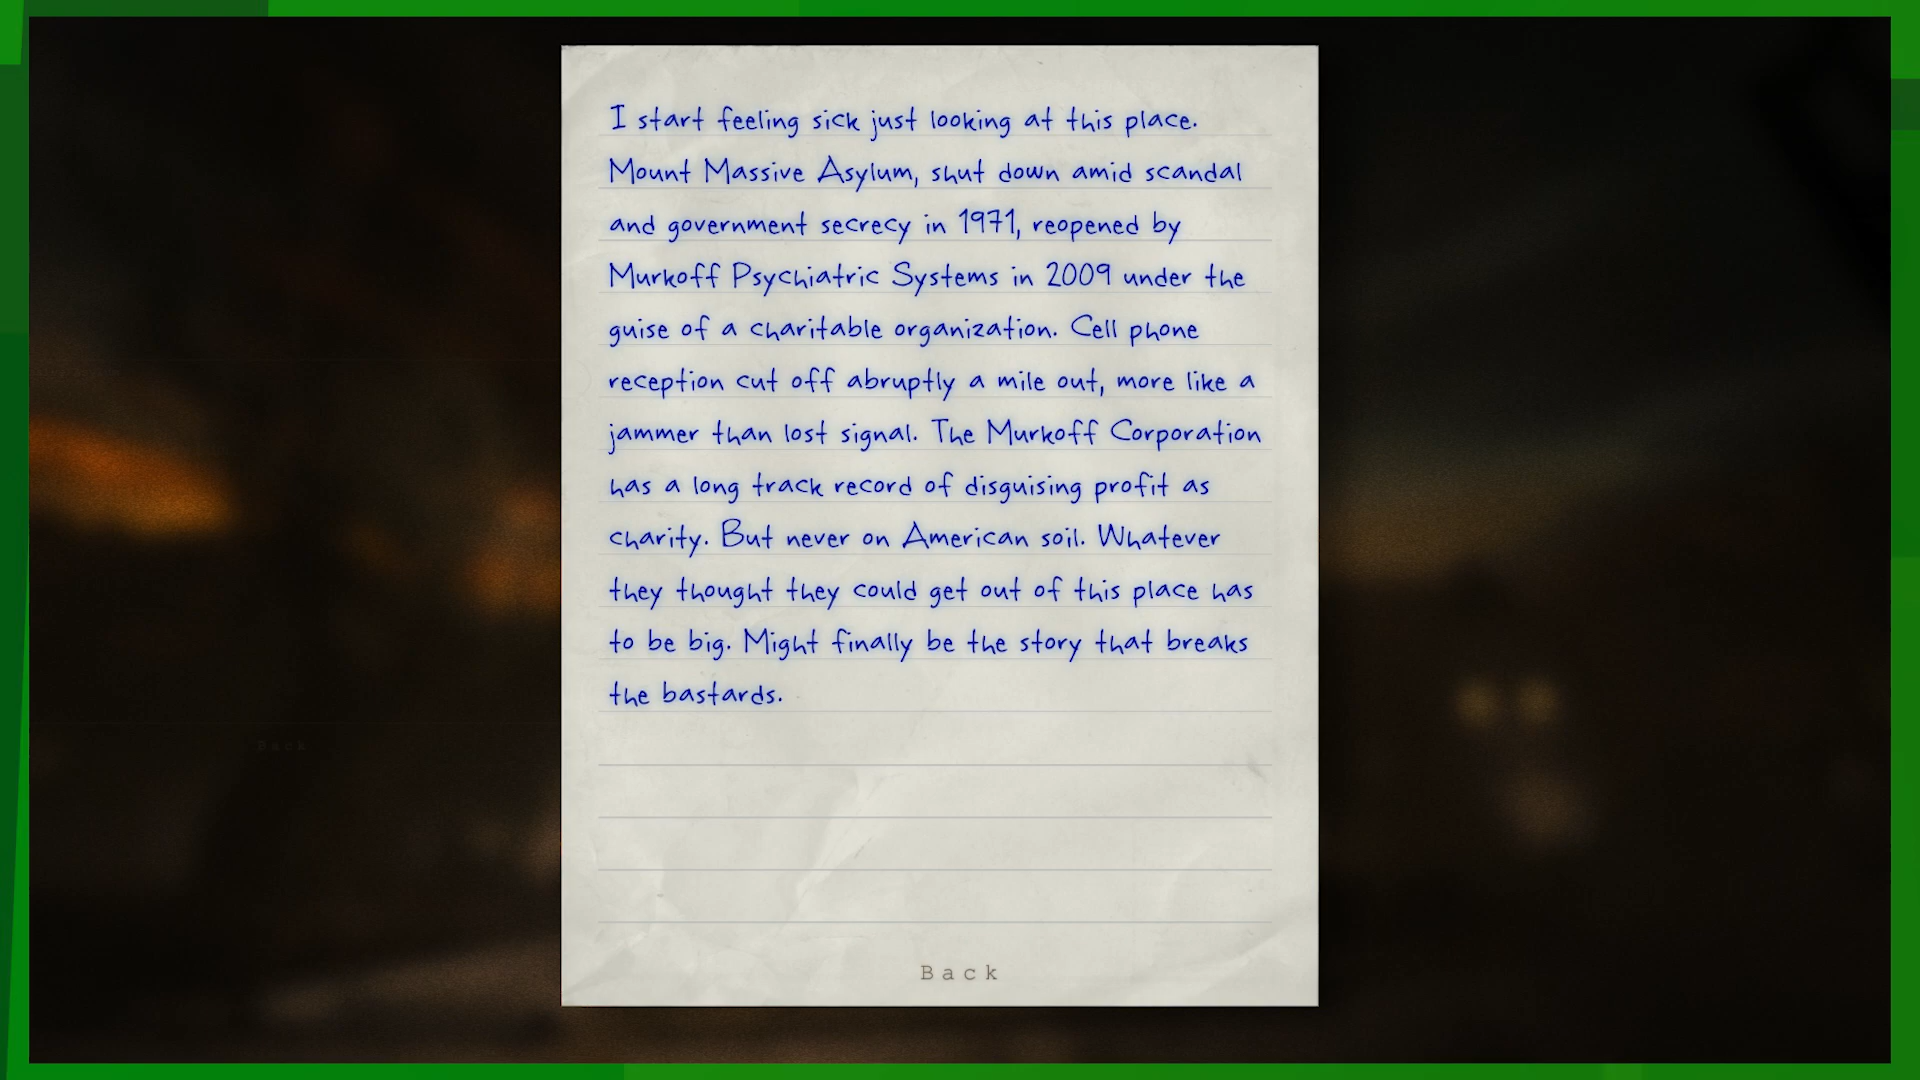 I start feeling sick just looking at this place.
Mount Massive Asylum, shut down amid scandal
and government secrecy in 1971, reopened by
Murkoff Psychiatric Systems in 2009 under the
guise of a charitable organization. Cell phone
reception cut off abruptly a mile out, more like a
jammer than lost signal. The Murkoff Corporation
has a long track record of disguising profit as
charity. But never on American soil. Whatever
they thought they could get out of this place has
to be big. Might finally be the story that breaks
the bastards.
Back
Back